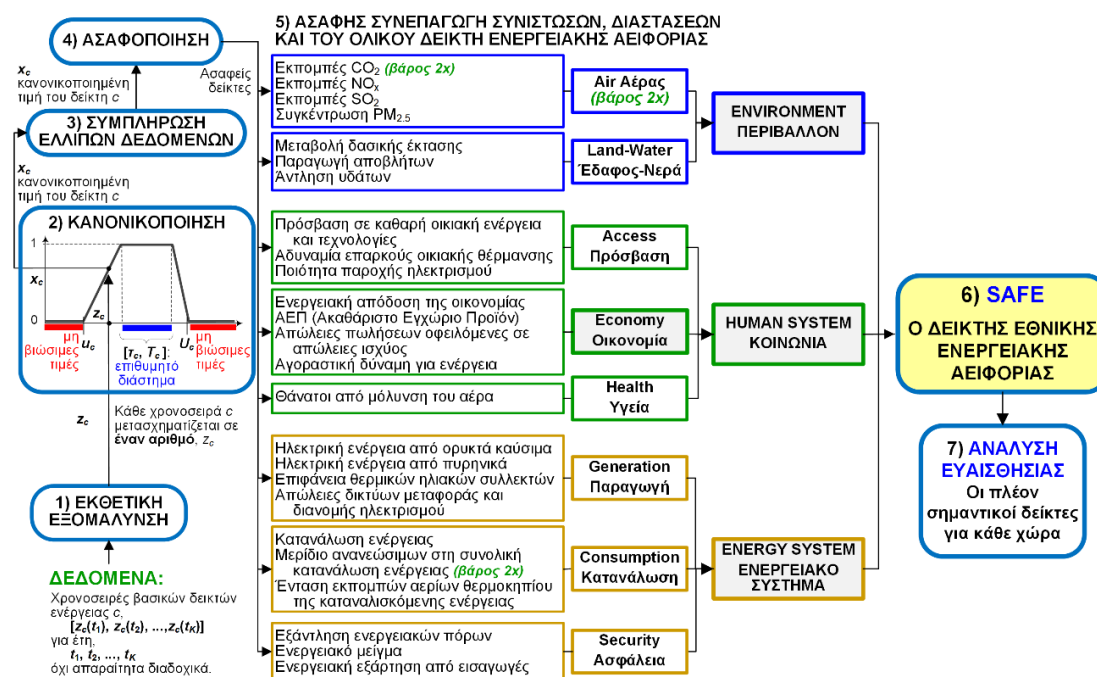 4) ΑΣΑΦΟΠΟΙΗΣΗ
x_c
κανονικοποιημένη
τιμή του δείκτη c
3) ΣΥΜΠΛΗΡΩΣΗ
ΕΛΛΙΠΩΝ ΔΕΔΟΜΕΝΩΝ
x_c
κανονικοποιημένη
τιμή του δείκτη c
2) ΚΑΝΟΝΙΚΟΠΟΙΗΣΗ
1
x_c
0
z_c
μη
βιώσιμες
τιμές
u_c
[τ_c, T_c]:
επιθυμητό
διάστημα
U_c
μη
βιώσιμες
τιμές
z_c
Κάθε χρονοσειρά c
μετασχηματίζεται σε
έναν αριθμό, z_c
1) ΕΚΘΕΤΙΚΗ
ΕΞΟΜΑΛΥΝΣΗ
ΔΕΔΟΜΕΝΑ:
Χρονοσειρές βασικών δεικτών
ενέργειας c,
[z_c(t_1), z_c(t_2), ...,z_c(t_K)]
για έτη,
t_1, t_2, ..., t_K
όχι απαραίτητα διαδοχικά.
5) ΑΣΑΦΗΣ ΣΥΝΕΠΑΓΩΓΗ ΣΥΝΙΣΤΩΣΩΝ, ΔΙΑΣΤΑΣΕΩΝ
ΚΑΙ ΤΟΥ ΟΛΙΚΟΥ ΔΕΙΚΤΗ ΕΝΕΡΓΕΙΑΚΗΣ ΑΕΙΦΟΡΙΑΣ
Ασαφείς
δείκτες
Εκπομπές CO₂ (βάρος 2x)
Εκπομπές NOₓ
Εκπομπές SO₂
Συγκέντρωση PM₂.₅
Air Αέρας
(βάρος 2x)
Μεταβολή δασικής έκτασης
Παραγωγή αποβλήτων
Άντληση υδάτων
Land-Water
Έδαφος-Νερά
ENVIRONMENT
ΠΕΡΙΒΑΛΛΟΝ
Πρόσβαση σε καθαρή οικιακή ενέργεια
και τεχνολογίες
Αδυναμία επαρκούς οικιακής θέρμανσης
Ποιότητα παροχής ηλεκτρισμού
Access
Πρόσβαση
Ενεργειακή απόδοση της οικονομίας
ΑΕΠ (Ακαθάριστο Εγχώριο Προϊόν)
Απώλειες πωλήσεων οφειλόμενες σε
απώλειες ισχύος
Αγοραστική δύναμη για ενέργεια
Economy
Οικονομία
Θάνατοι από μόλυνση του αέρα
Health
Υγεία
HUMAN SYSTEM
ΚΟΙΝΩΝΙΑ
Ηλεκτρική ενέργεια από ορυκτά καύσιμα
Ηλεκτρική ενέργεια από πυρηνικά
Επιφάνεια θερμικών ηλιακών συλλεκτών
Απώλειες δικτύων μεταφοράς και
διανομής ηλεκτρισμού
Generation
Παραγωγή
Κατανάλωση ενέργειας
Μερίδιο ανανεώσιμων στη συνολική
κατανάλωση ενέργειας (βάρος 2x)
Ένταση εκπομπών αερίων θερμοκηπίου
της καταναλισκόμενης ενέργειας
Consumption
Κατανάλωση
Εξάντληση ενεργειακών πόρων
Ενεργειακό μείγμα
Ενεργειακή εξάρτηση από εισαγωγές
Security
Ασφάλεια
ENERGY SYSTEM
ΕΝΕΡΓΕΙΑΚΟ
ΣΥΣΤΗΜΑ
6) SAFE
Ο ΔΕΙΚΤΗΣ ΕΘΝΙΚΗΣ
ΕΝΕΡΓΕΙΑΚΗΣ
ΑΕΙΦΟΡΙΑΣ
7) ΑΝΑΛΥΣΗ
ΕΥΑΙΣΘΗΣΙΑΣ
Οι πλέον
σημαντικοί δείκτες
για κάθε χώρα